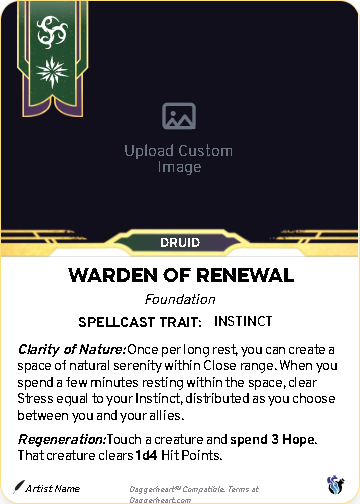 Upload Custom
Image
DRUID
WARDEN OF RENEWAL
Foundation
SPELLCAST TRAIT: INSTINCT
Clarity of Nature: Once per long rest, you can create a
space of natural serenity within Close range. When you
spend a few minutes resting within the space, clear
Stress equal to your Instinct, distributed as you choose
between you and your allies.
Regeneration: Touch a creature and spend 3 Hope.
That creature clears 1d4 Hit Points.
Artist Name
Daggerheart℠ Compatible. Terms at
Daggerheart.com